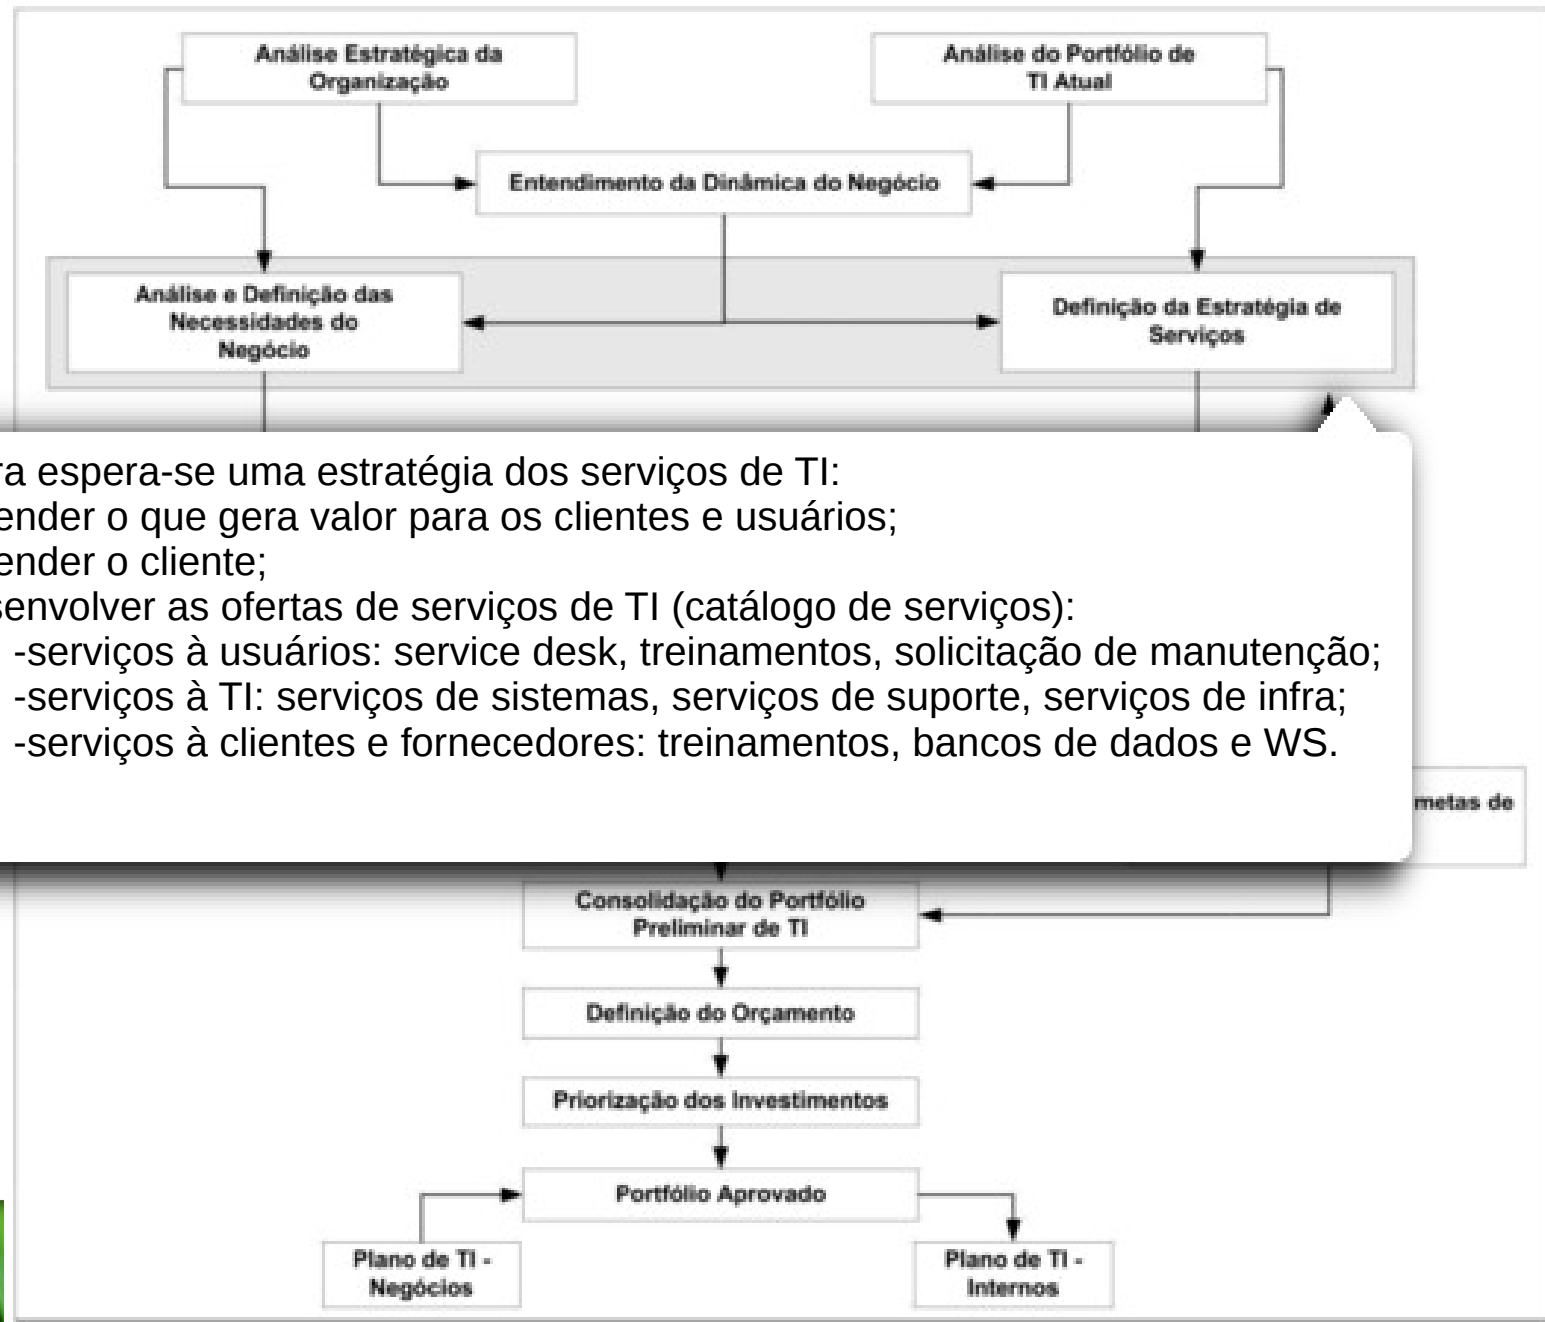 Análise Estratégica da
Organização
Análise do Portfólio de
TI Atual
Entendimento da Dinâmica do Negócio
Análise e Definição das
Necessidades do
Negócio
Definição da Estratégia de
Serviços
espera-se uma estratégia dos serviços de TI:
o que gera valor para os clientes e usuários;
o cliente;
as ofertas de serviços de TI (catálogo de serviços):
-serviços à usuários: service desk, treinamentos, solicitação de manutenção;
-serviços à TI: serviços de sistemas, serviços de suporte, serviços de infra;
-serviços à clientes e fornecedores: treinamentos, bancos de dados e WS.
metas de
Consolidação do Portfólio
Preliminar de TI
Definição do Orçamento
Priorização dos Investimentos
Portfólio Aprovado
Plano de TI -
Negócios
Plano de TI -
Internos